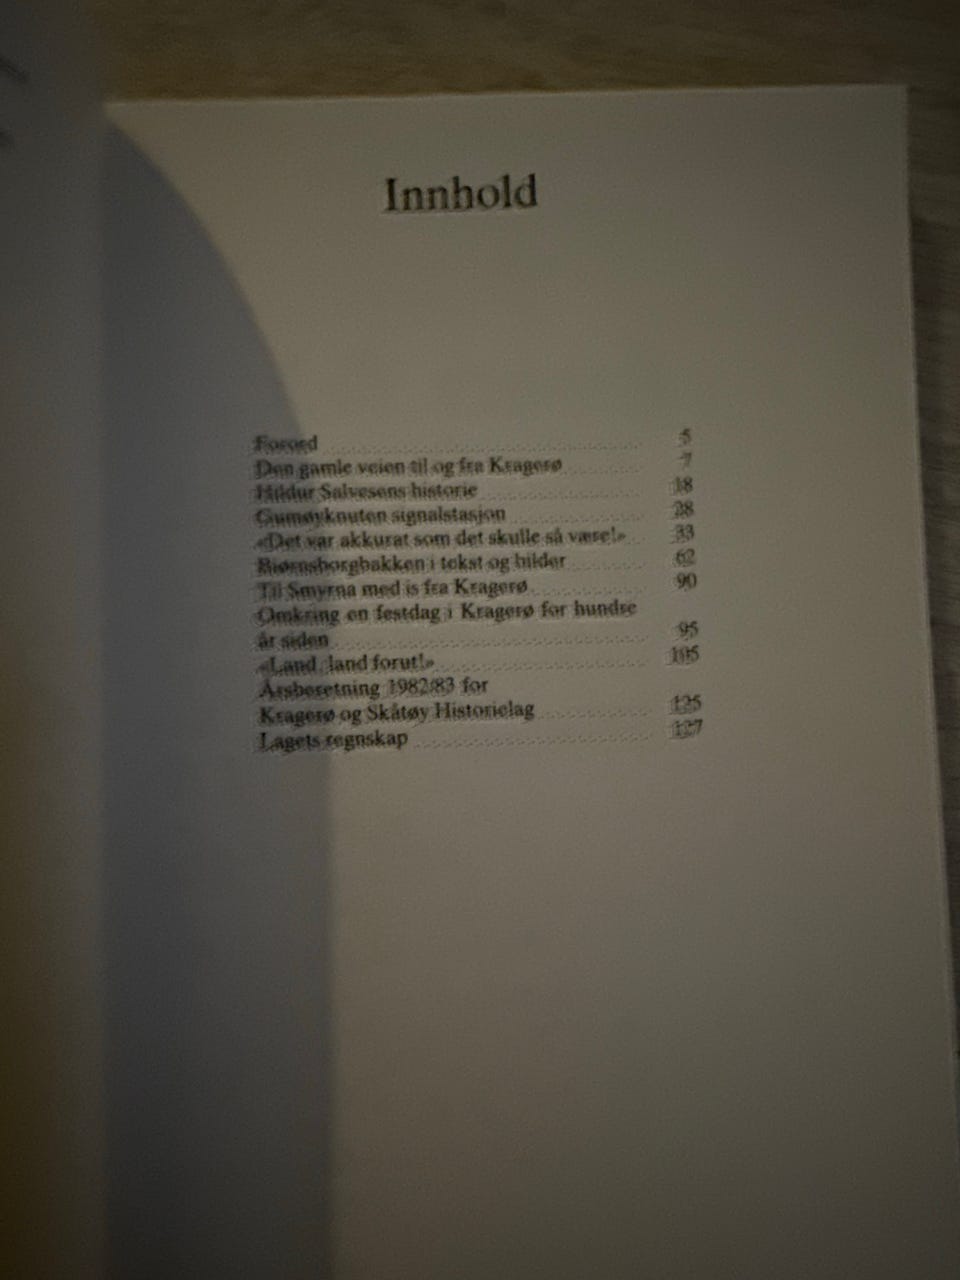 Innhold
Forord 5
Den gamle veien til og fra Kragerø 7
Hildur Salvesens historie 18
Gumøyknuten signalstasjon 28
«Det var akkurat som det skulle så være!» 33
Bjørnsborgbakken i tekst og bilder 62
Til Smyrna med is fra Kragerø 90
Omkring en festdag i Kragerø for hundre
år siden 95
«Land, land forut!» 105
Årsberetning 1982/83 for
Kragerø og Skåtøy Historielag 125
Lagets regnskap 127